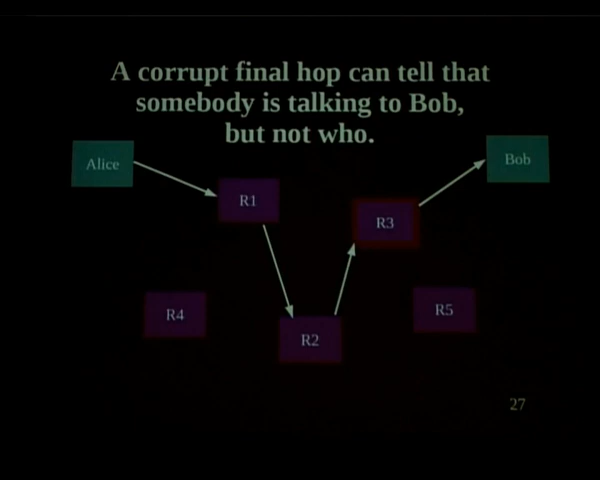 A corrupt final hop can tell that
somebody is talking to Bob,
but not who.
Alice
Bob
R1
R3
R4
R5
R2
27